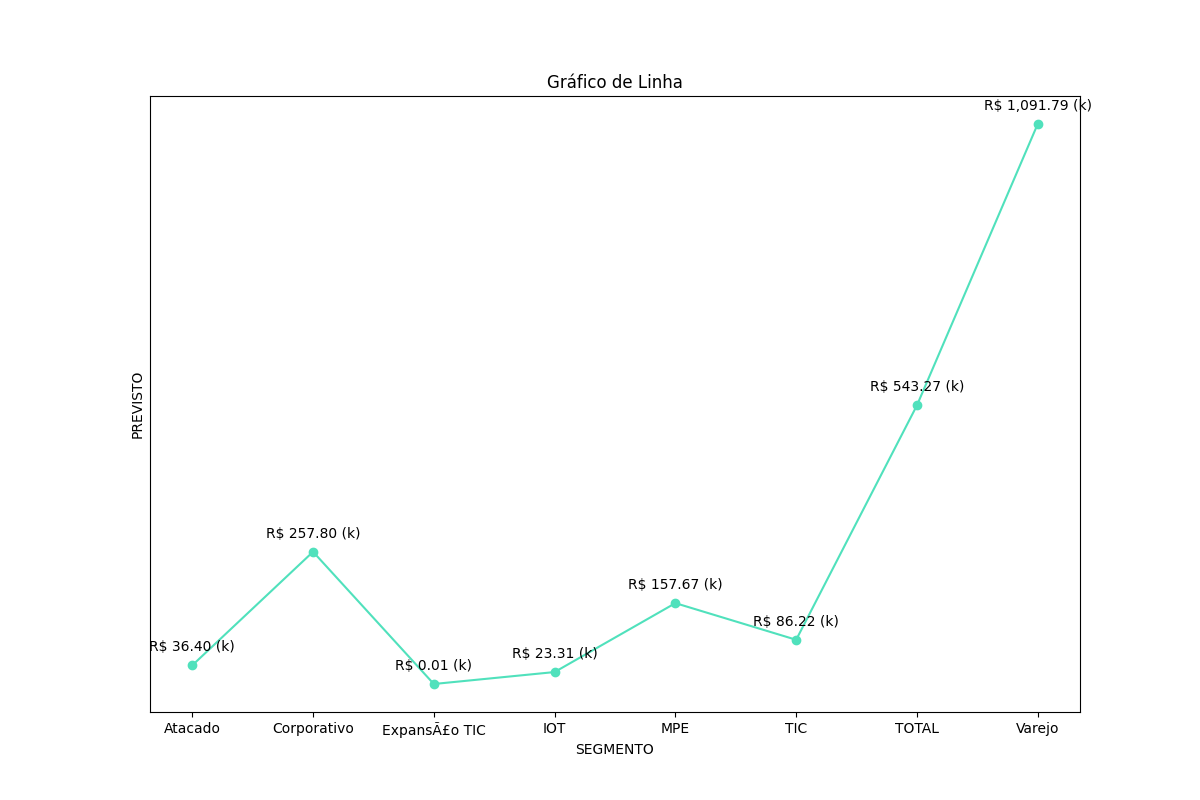 Gráfico de Linha
R$ 1,091.79 (k)
R$ 543.27 (k)
R$ 257.80 (k)
R$ 157.67 (k)
R$ 86.22 (k)
R$ 36.40 (k)
R$ 23.31 (k)
R$ 0.01 (k)
PREVISTO
Atacado Corporativo ExpansÃ£o TIC IOT MPE TIC TOTAL Varejo
SEGMENTO